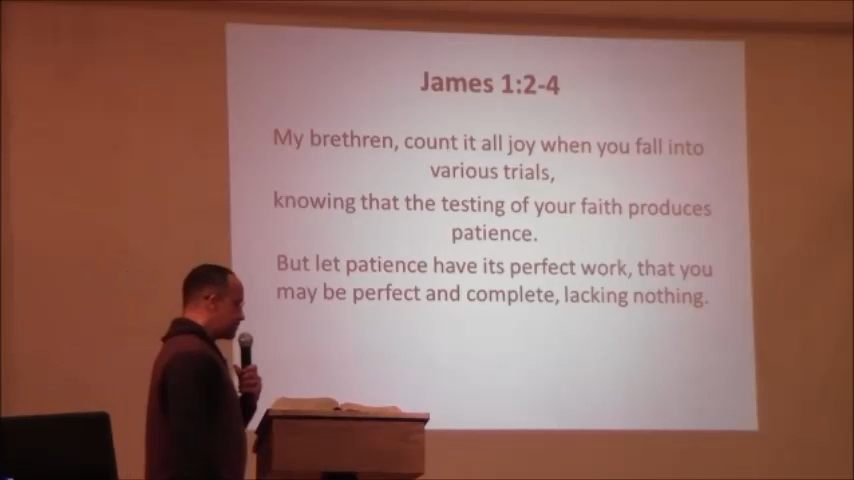 James 1:2-4
My brethren, count it all joy when you fall into
various trials,
knowing that the testing of your faith produces
patience.
But let patience have its perfect work, that you
may be perfect and complete, lacking nothing.